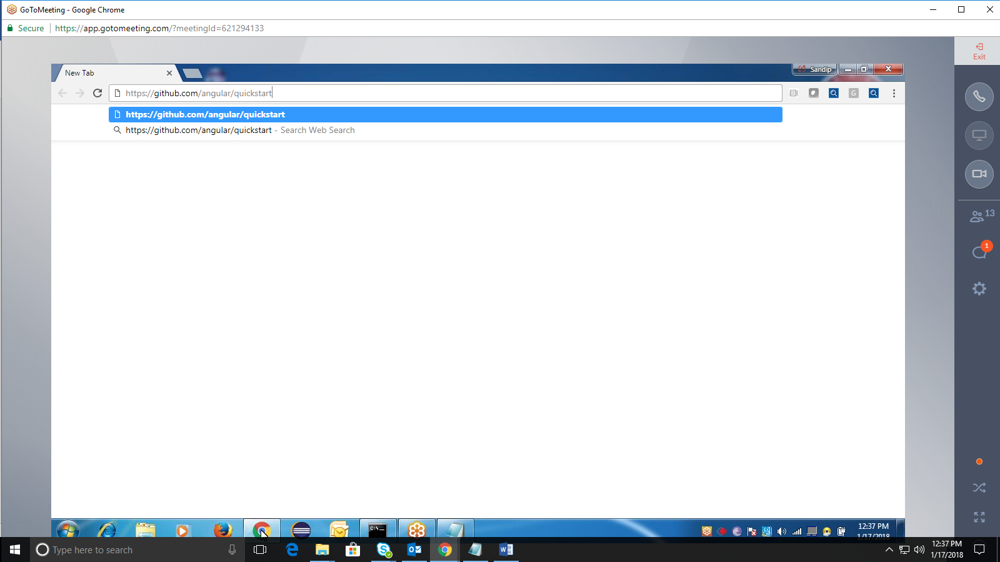 GoToMeeting - Google Chrome
Secure https://app.gotomeeting.com/?meetingId=621294133
Exit
New Tab
Sandip
https://github.com/angular/quickstart
https://github.com/angular/quickstart
https://github.com/angular/quickstart - Search Web Search
13
1
12:37 PM
1/17/2018
Type here to search
12:37 PM
1/17/2018